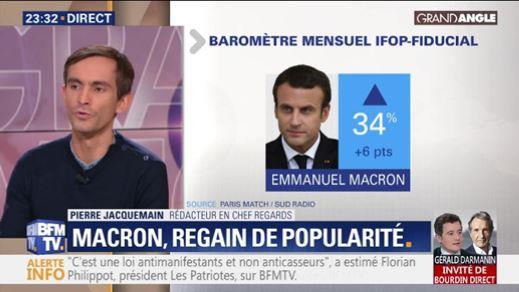 23:32 DIRECT
GRAND ANGLE
BAROMÈTRE MENSUEL IFOP-FIDUCIAL
34%
+6 pts
EMMANUEL MACRON
SOURCE : PARIS MATCH / SUD RADIO
PIERRE JACQUEMAIN RÉDACTEUR EN CHEF REGARDS
BFM
TV.
MACRON, REGAIN DE POPULARITÉ.
GÉRALD DARMANIN
INVITÉ DE
BOURDIN DIRECT
ALERTE
INFO
"C'est une loi antimanifestants et non anticasseurs", a estimé Florian
Philippot, président Les Patriotes, sur BFMTV.